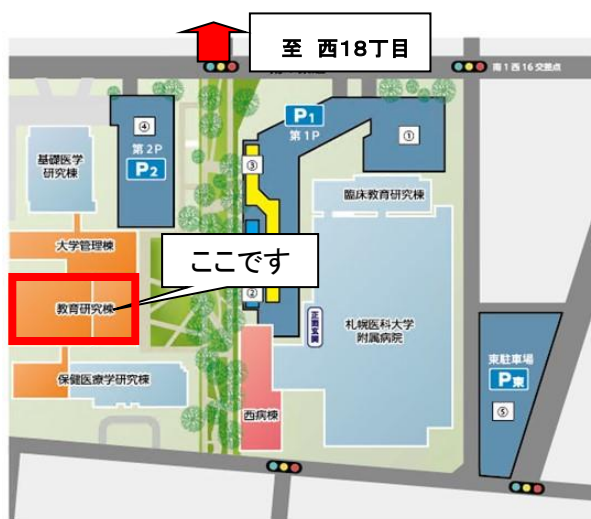 至 西18丁目
南1西16交差点
④
第2P
P2
P1
第1P
①
③
基礎医学
研究棟
臨床教育研究棟
大学管理棟
ここです
教育研究棟
②
正面玄関
札幌医科大学
附属病院
東駐車場
P東
⑤
保健医療学研究棟
西病棟